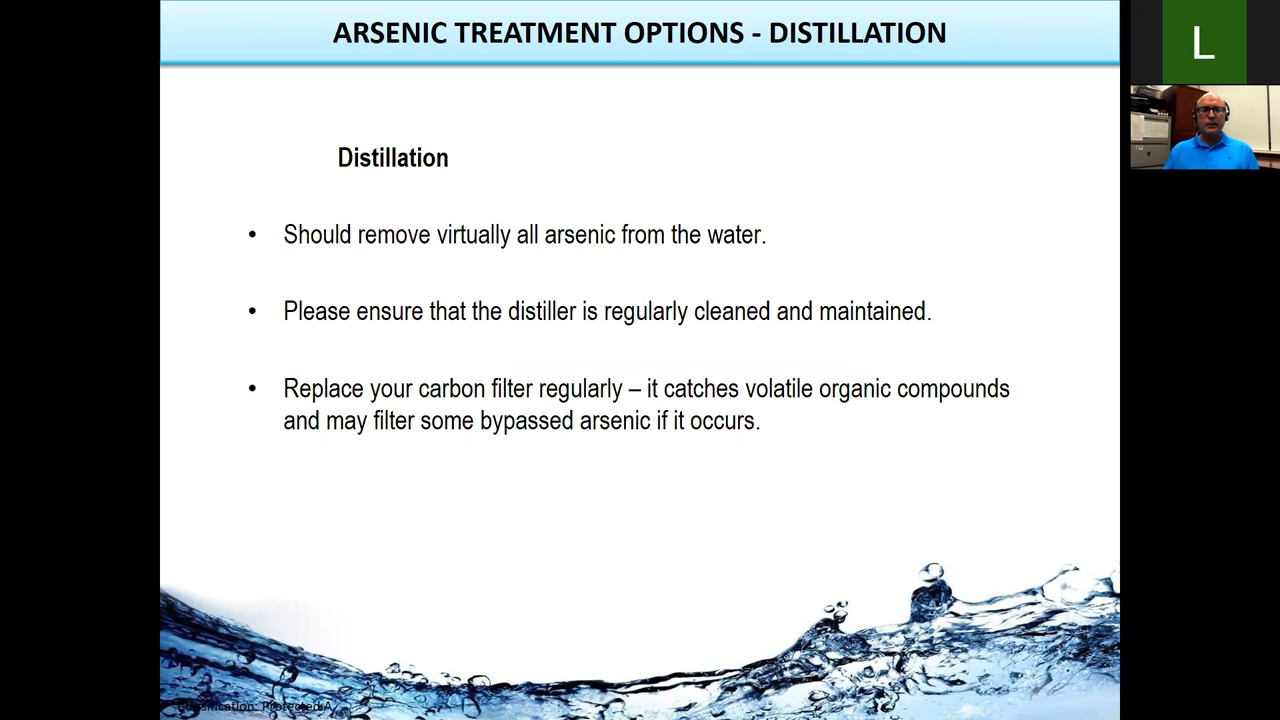 ARSENIC TREATMENT OPTIONS - DISTILLATION
L
Distillation
• Should remove virtually all arsenic from the water.
• Please ensure that the distiller is regularly cleaned and maintained.
• Replace your carbon filter regularly – it catches volatile organic compounds
and may filter some bypassed arsenic if it occurs.
Classification: Protected A